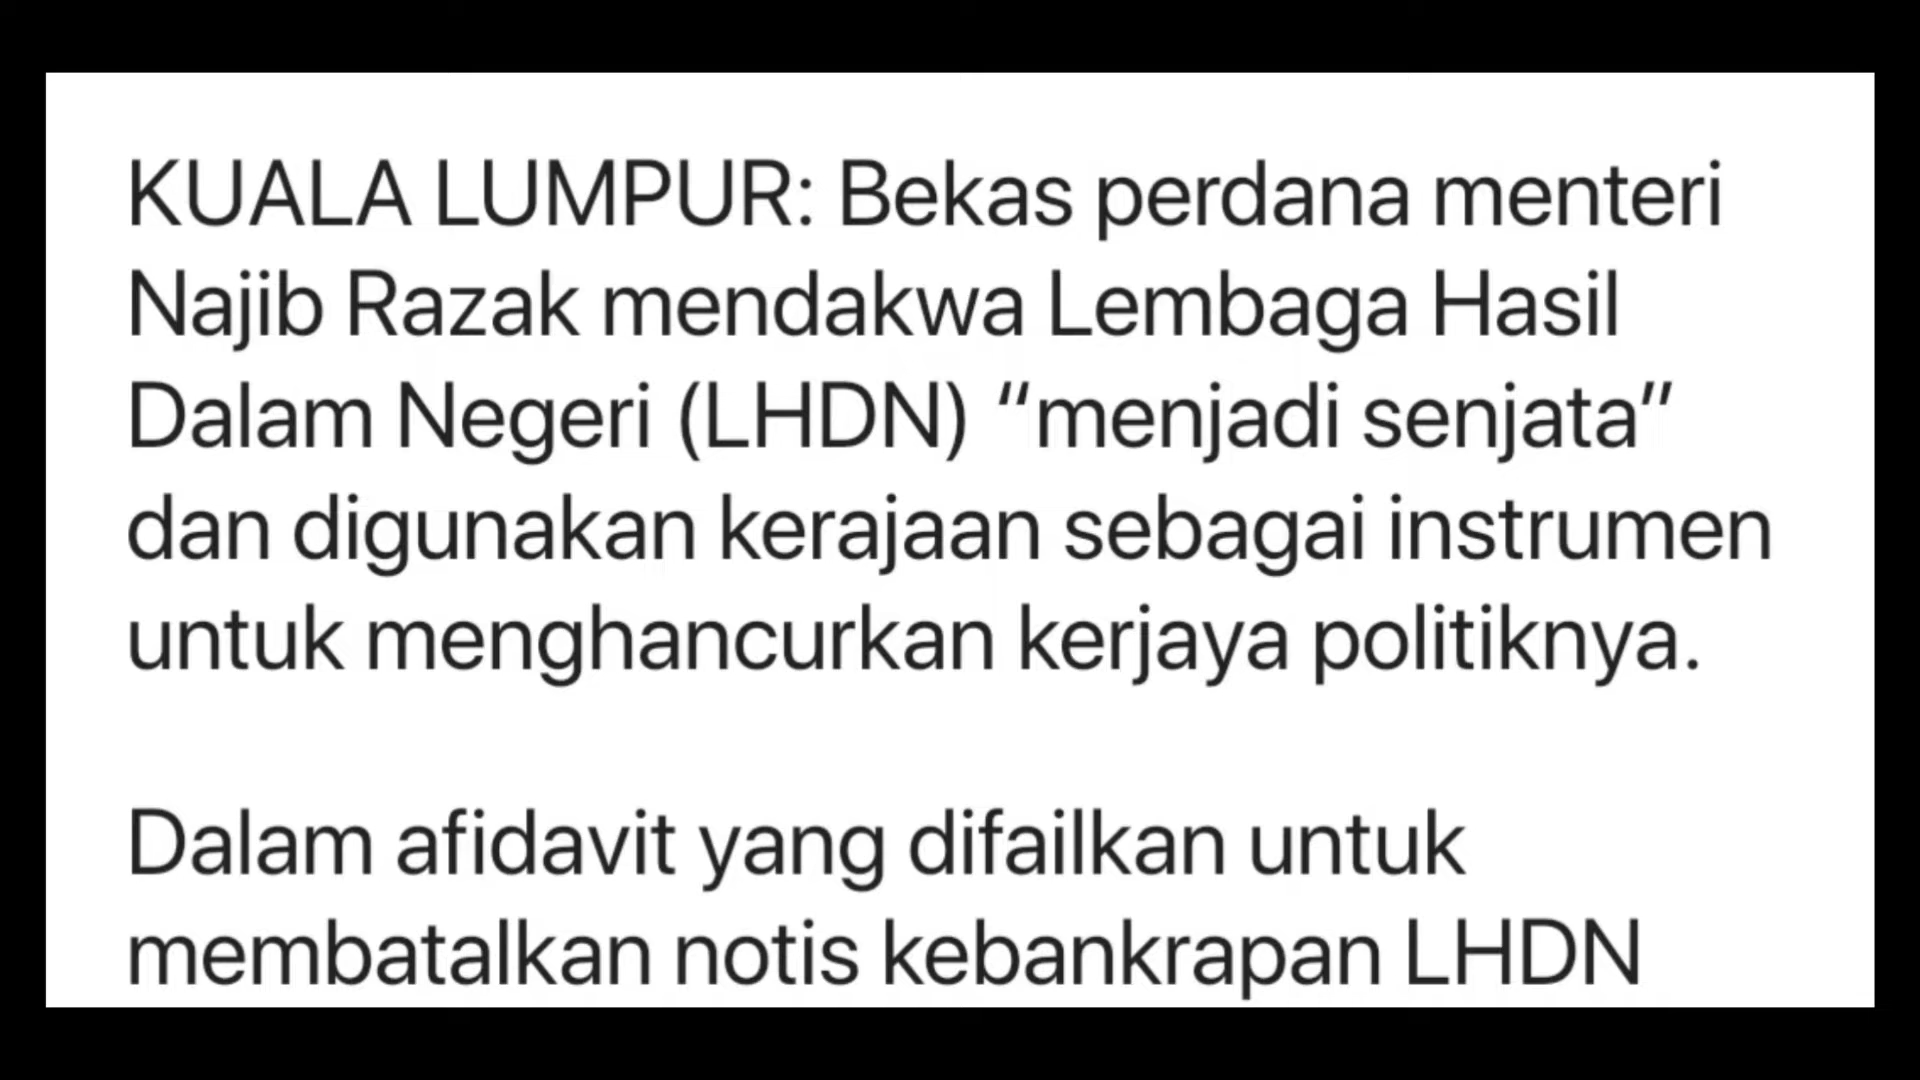 KUALA LUMPUR: Bekas perdana menteri
Najib Razak mendakwa Lembaga Hasil
Dalam Negeri (LHDN) “menjadi senjata”
dan digunakan kerajaan sebagai instrumen
untuk menghancurkan kerjaya politiknya.
Dalam afidavit yang difailkan untuk
membatalkan notis kebankrapan LHDN